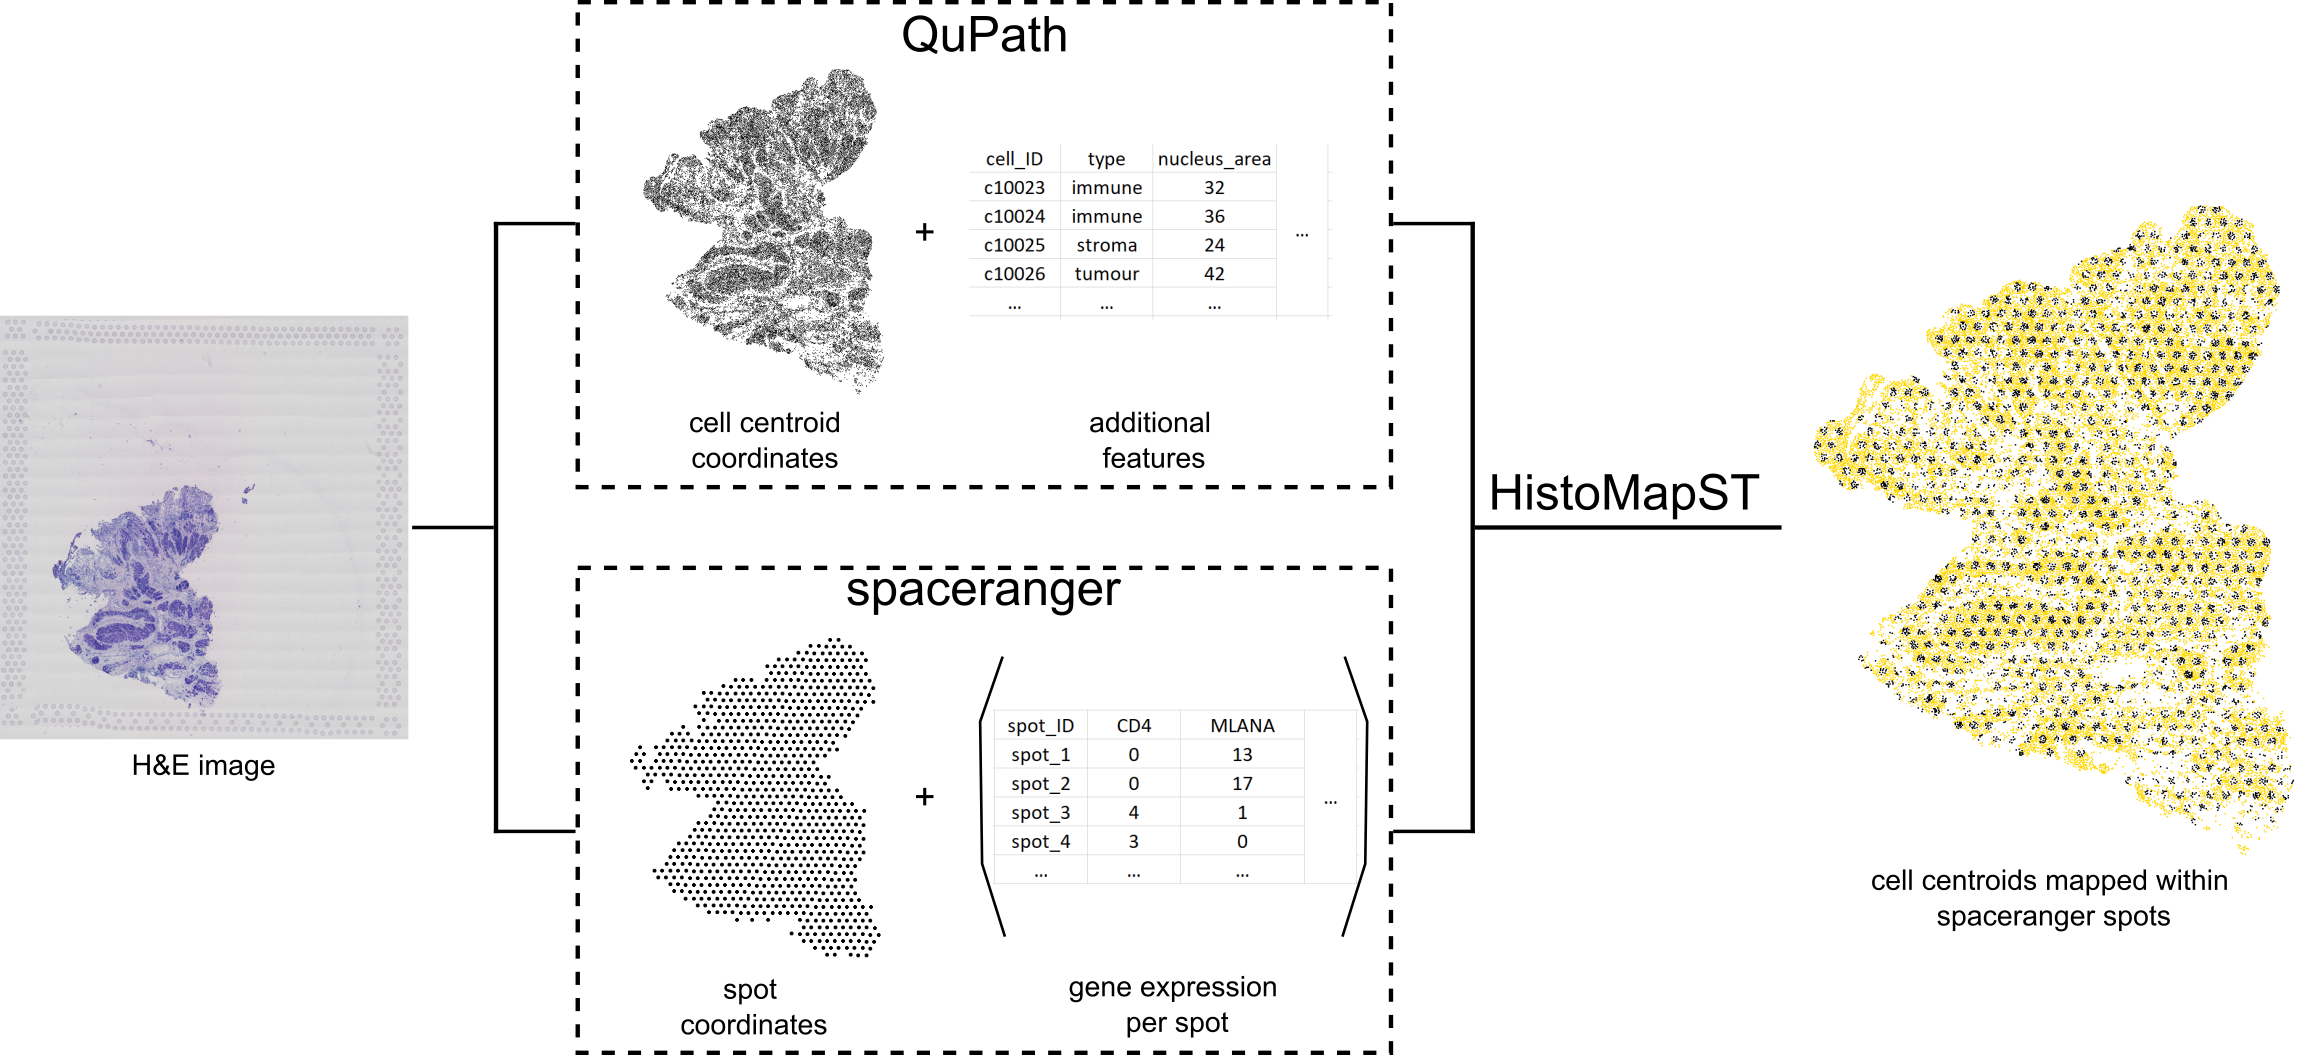 QuPath
cell_ID type nucleus_area
c10023 immune 32
c10024 immune 36
c10025 stroma 24
c10026 tumour 42
... ... ...
...
+
cell centroid
coordinates
additional
features
H&E image
spaceranger
spot_ID CD4 MLANA
spot_1 0 13
spot_2 0 17
spot_3 4 1
spot_4 3 0
... ... ...
...
+
spot
coordinates
gene expression
per spot
HistoMapST
cell centroids mapped within
spaceranger spots